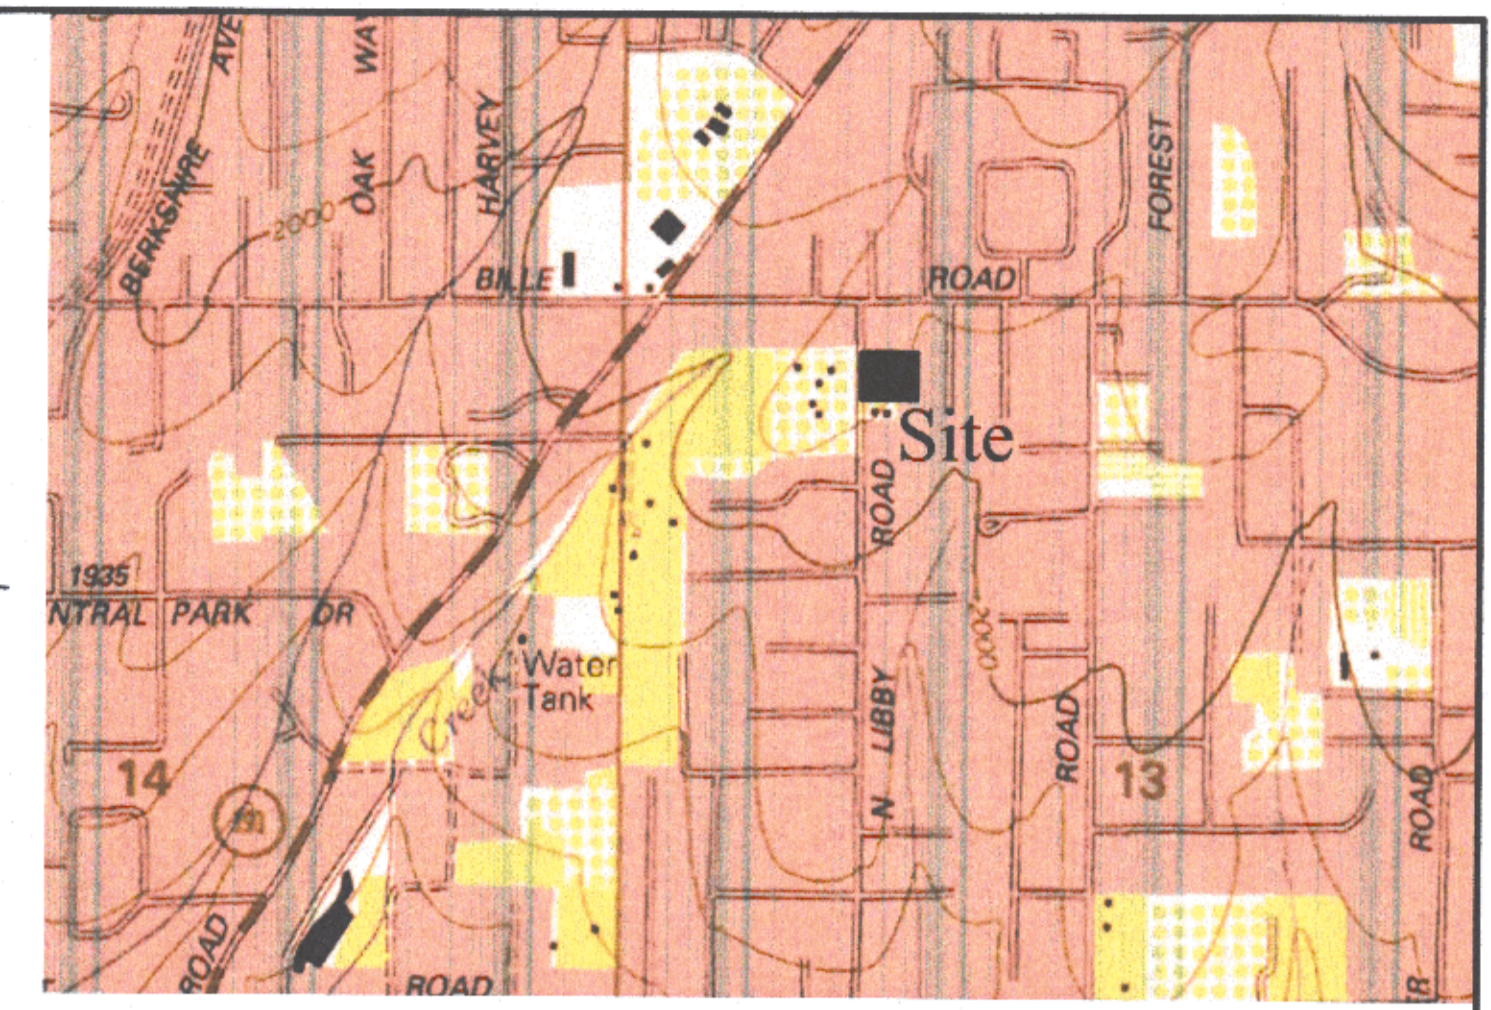 AVE
OAK WAY
BERKSHIRE
HARVEY
2000
FOREST
BILLE
ROAD
Site
ROAD
1935
NTRAL PARK DR
2000
Water
Tank
Creek
N LIBBY
ROAD
14
13
ROAD
ROAD
ROAD